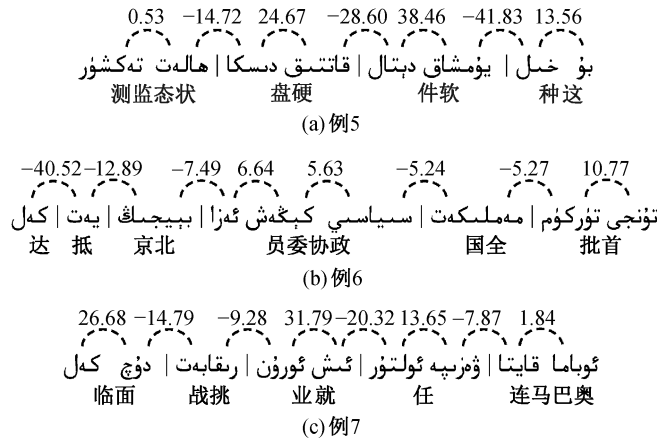 0.53 −14.72 24.67 −28.60 38.46 −41.83 13.56
بۇ خىل | يۇمشاق دېتال | قاتتىق دىسكا | ھالەت تەكشۈر
测监态状 盘硬 件软 种这
(a) 例5
−40.52 −12.89 −7.49 6.64 5.63 −5.24 −5.27 10.77
تۇنجى تۈركۈم | مەملىكەت | سىياسىي كېڭەش ئەزا | بېيجىڭ | يەت | كەل
达 抵 京北 员委协政 国全 批首
(b) 例6
26.68 −14.79 −9.28 31.79 −20.32 13.65 −7.87 1.84
ئوباما قايتا | ۋەزىپە ئولتۇر | ئىش ئورۇن | رىقابەت | دۇچ كەل
临面 战挑 业就 任 连马巴奥
(c) 例7